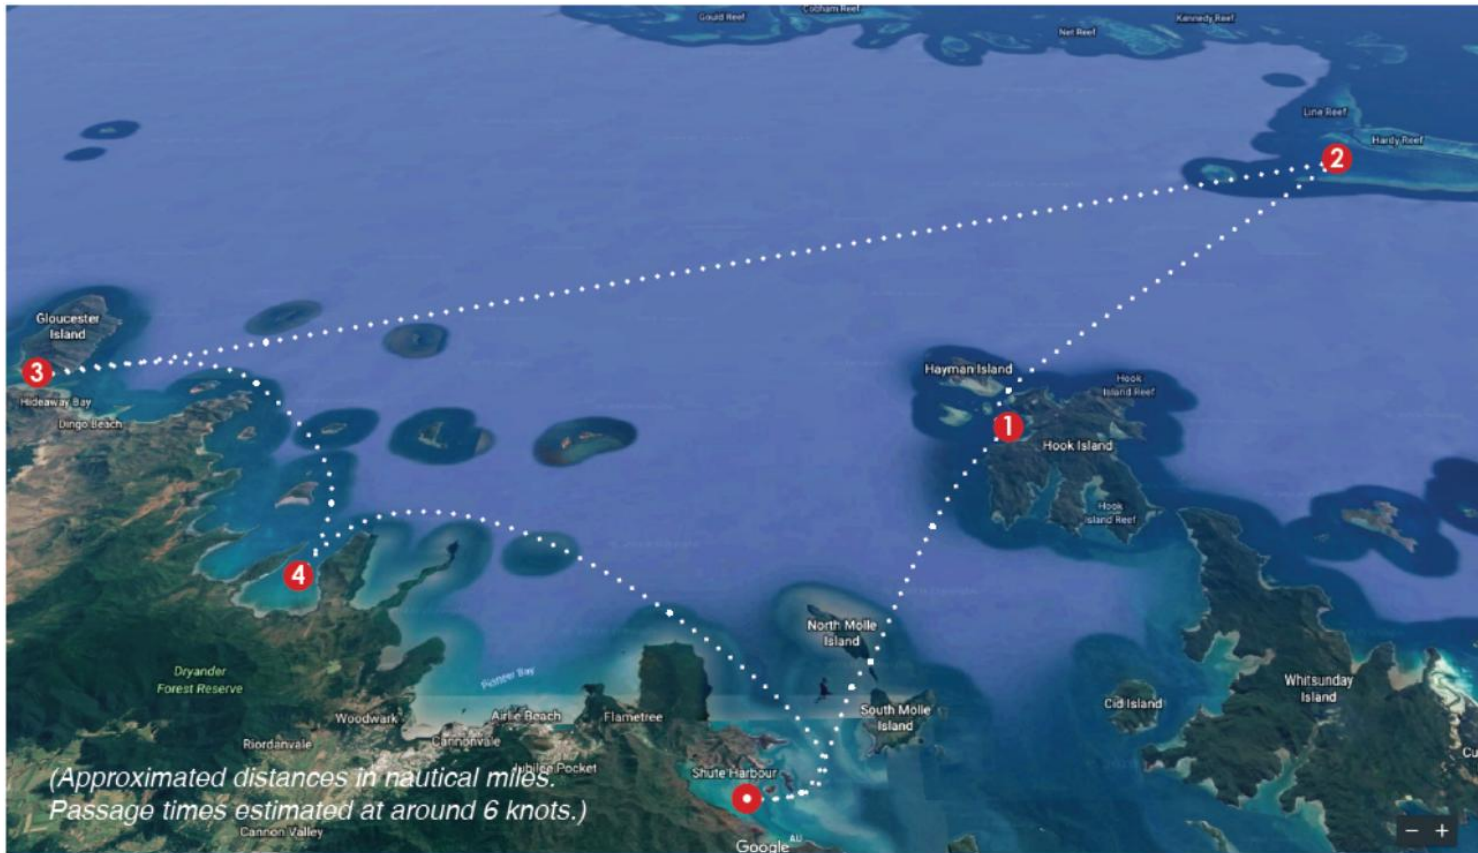 Gould Reef
Cobham Reef
Net Reef
Kennedy Reef
Line Reef
Hardy Reef
2
Gloucester
Island
3
Hideaway Bay
Dingo Beach
Hayman Island
Hook
Island Reef
1
Hook Island
Hook
Island Reef
4
North Molle
Island
Dryander
Forest Reserve
Pioneer Bay
Whitsunday
Island
Cid Island
South Molle
Island
Woodwark
Airlie Beach
Flametree
Cannonvale
Riordanvale
Jubilee Pocket
Shute Harbour
Cu
(Approximated distances in nautical miles.
Passage times estimated at around 6 knots.)
Cannon Valley
Google
AU
− +